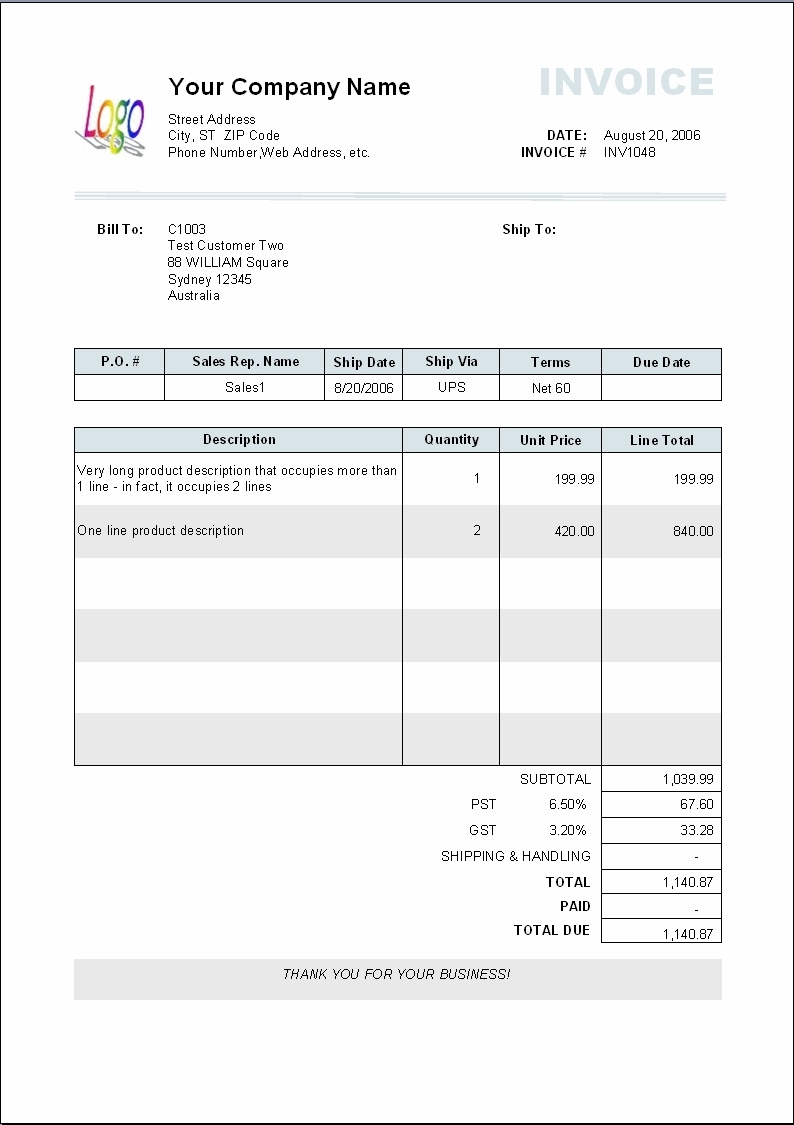 Logo
Your Company Name
INVOICE
Street Address
City, ST  ZIP Code
Phone Number,Web Address, etc.
DATE: August 20, 2006
INVOICE # INV1048
Bill To: C1003
Test Customer Two
88 WILLIAM Square
Sydney 12345
Australia
Ship To:
P.O. # Sales Rep. Name Ship Date Ship Via Terms Due Date
Sales1 8/20/2006 UPS Net 60
Description Quantity Unit Price Line Total
Very long product description that occupies more than
1 line - in fact, it occupies 2 lines
1 199.99 199.99
One line product description 2 420.00 840.00
SUBTOTAL 1,039.99
PST 6.50% 67.60
GST 3.20% 33.28
SHIPPING & HANDLING -
TOTAL 1,140.87
PAID -
TOTAL DUE 1,140.87
THANK YOU FOR YOUR BUSINESS!